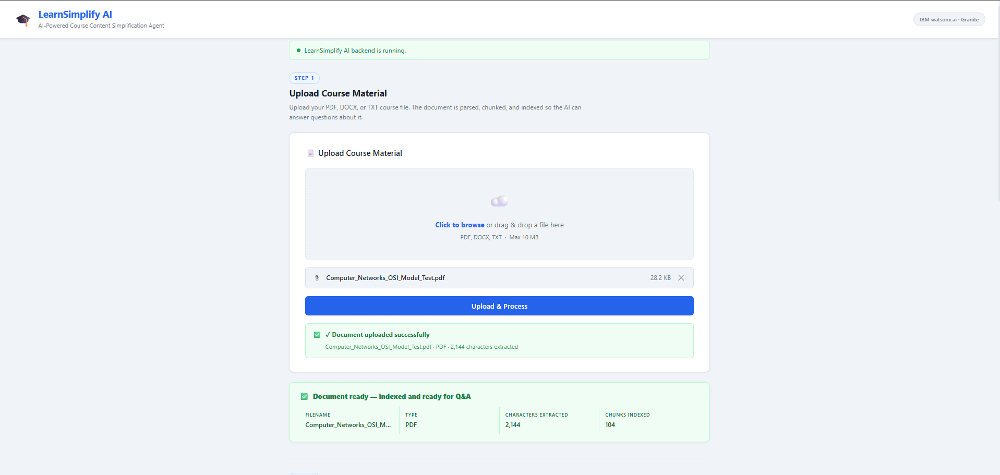 LearnSimplify AI
AI-Powered Course Content Simplification Agent
IBM watsonx.ai · Granite
LearnSimplify AI backend is running.
STEP 1
Upload Course Material
Upload your PDF, DOCX, or TXT course file. The document is parsed, chunked, and indexed so the AI can
answer questions about it.
Upload Course Material
Click to browse or drag & drop a file here
PDF, DOCX, TXT · Max 10 MB
Computer_Networks_OSI_Model_Test.pdf 28.2 KB
Upload & Process
✓ Document uploaded successfully
Computer_Networks_OSI_Model_Test.pdf · PDF · 2,144 characters extracted
Document ready — indexed and ready for Q&A
FILENAME TYPE CHARACTERS EXTRACTED CHUNKS INDEXED
Computer_Networks_OSI_M... PDF 2,144 104